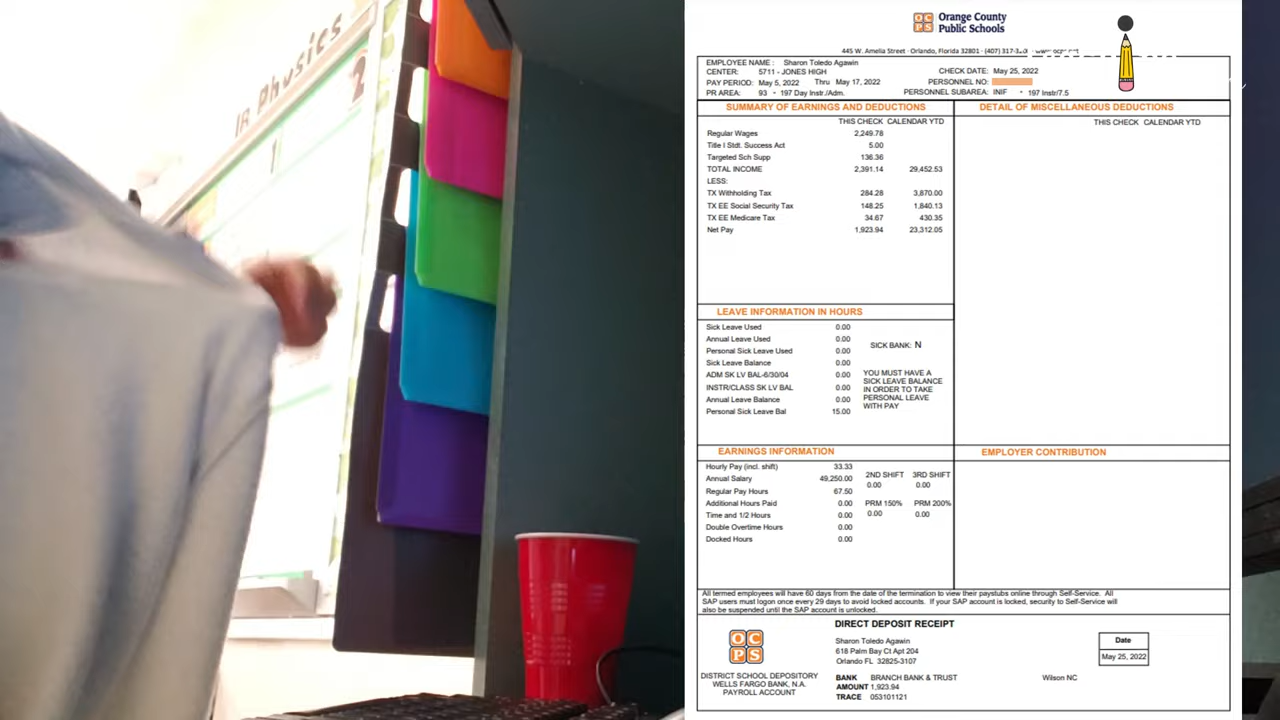 IR Physics
Orange County
Public Schools
445 W. Amelia Street · Orlando, Florida 32801 · (407)
EMPLOYEE NAME : Sharon Toledo Agawin
CENTER: 5711 - JONES HIGH CHECK DATE: May 25, 2022
PAY PERIOD: May 5, 2022 Thru May 17, 2022 PERSONNEL NO:
PR AREA: 93 • 197 Day Instr./Adm. PERSONNEL SUBAREA: INIF • 197 Instr/7.5
SUMMARY OF EARNINGS AND DEDUCTIONS
THIS CHECK CALENDAR YTD
Regular Wages 2,249.78
Title I Stdt. Success Act 5.00
Targeted Sch Supp 136.36
TOTAL INCOME 2,391.14 29,452.53
LESS:
TX Withholding Tax 284.28 3,870.00
TX EE Social Security Tax 148.25 1,840.13
TX EE Medicare Tax 34.67 430.35
Net Pay 1,923.94 23,312.05
DETAIL OF MISCELLANEOUS DEDUCTIONS
THIS CHECK CALENDAR YTD
LEAVE INFORMATION IN HOURS
Sick Leave Used 0.00
Annual Leave Used 0.00
Personal Sick Leave Used 0.00
Sick Leave Balance 0.00
ADM SK LV BAL-6/30/04 0.00
INSTR/CLASS SK LV BAL 0.00
Annual Leave Balance 0.00
Personal Sick Leave Bal 15.00
SICK BANK: N
YOU MUST HAVE A
SICK LEAVE BALANCE
IN ORDER TO TAKE
PERSONAL LEAVE
WITH PAY
EARNINGS INFORMATION
Hourly Pay (incl. shift) 33.33
Annual Salary 49,250.00
Regular Pay Hours 67.50
Additional Hours Paid 0.00
Time and 1/2 Hours 0.00
Double Overtime Hours 0.00
Docked Hours 0.00
2ND SHIFT 3RD SHIFT
0.00 0.00
PRM 150% PRM 200%
0.00 0.00
EMPLOYER CONTRIBUTION
All termed employees will have 60 days from the date of the termination to view their paystubs online through Self-Service. All
SAP users must logon once every 29 days to avoid locked accounts. If your SAP account is locked, security to Self-Service will
also be suspended until the SAP account is unlocked.
OC
PS
DISTRICT SCHOOL DEPOSITORY
WELLS FARGO BANK, N.A.
PAYROLL ACCOUNT
DIRECT DEPOSIT RECEIPT
Sharon Toledo Agawin
618 Palm Bay Ct Apt 204
Orlando FL 32825-3107
BANK BRANCH BANK & TRUST Wilson NC
AMOUNT 1,923.94
TRACE 053101121
Date
May 25, 2022